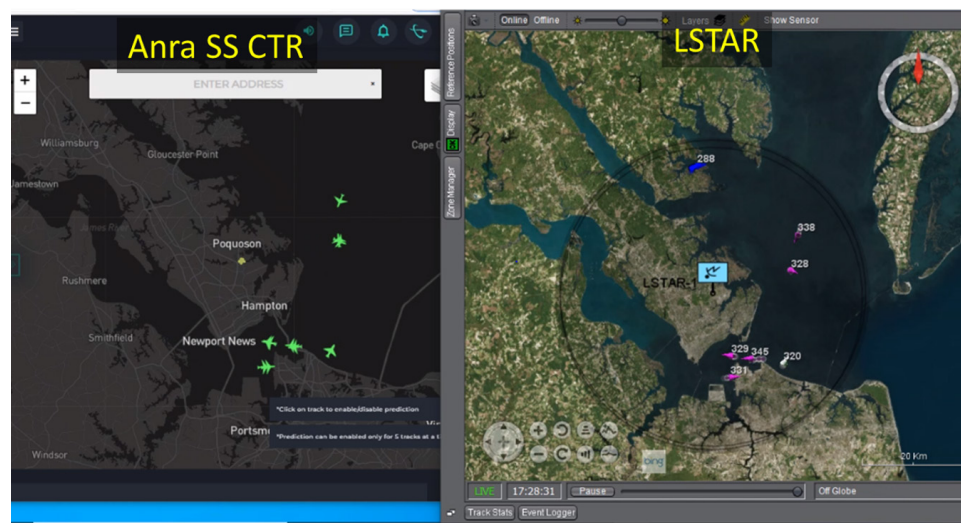 Anra SS CTR
ENTER ADDRESS
+
−
Williamsburg
Gloucester Point
Cape C
Jamestown
James River
Poquoson
Rushmere
Hampton
Newport News
Smithfield
*Click on track to enable/disable prediction
Portsm
*Prediction can be enabled only for 5 tracks at a t
Windsor
LSTAR
Online Offline
Layers
Show Sensor
Reference Positions
Display
Zone Manager
288
338
328
LSTAR-1
329 345 320
331
20 Km
bing
LIVE 17:28:31 Pause Off Globe
Track Stats Event Logger